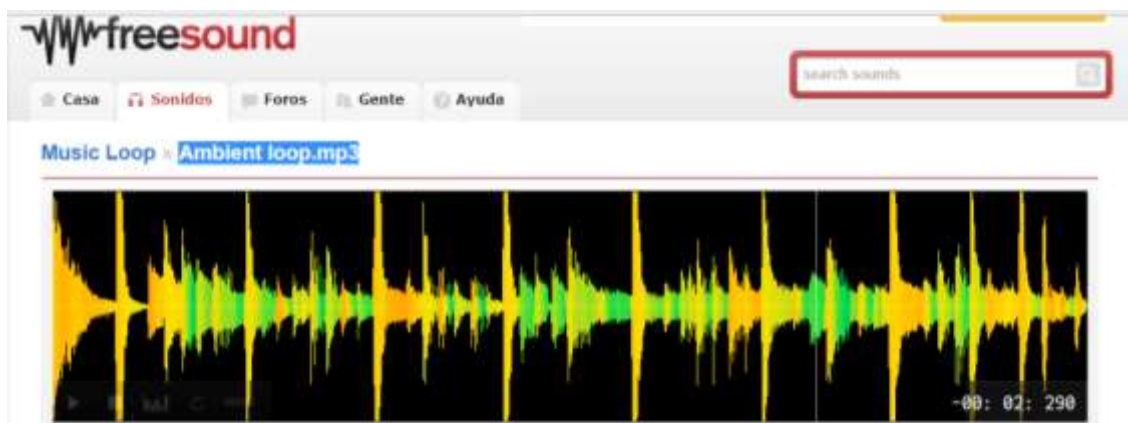 freesound
search sounds
Casa Sonidos Foros Gente Ayuda
Music Loop » Ambient loop.mp3
-00: 02: 290